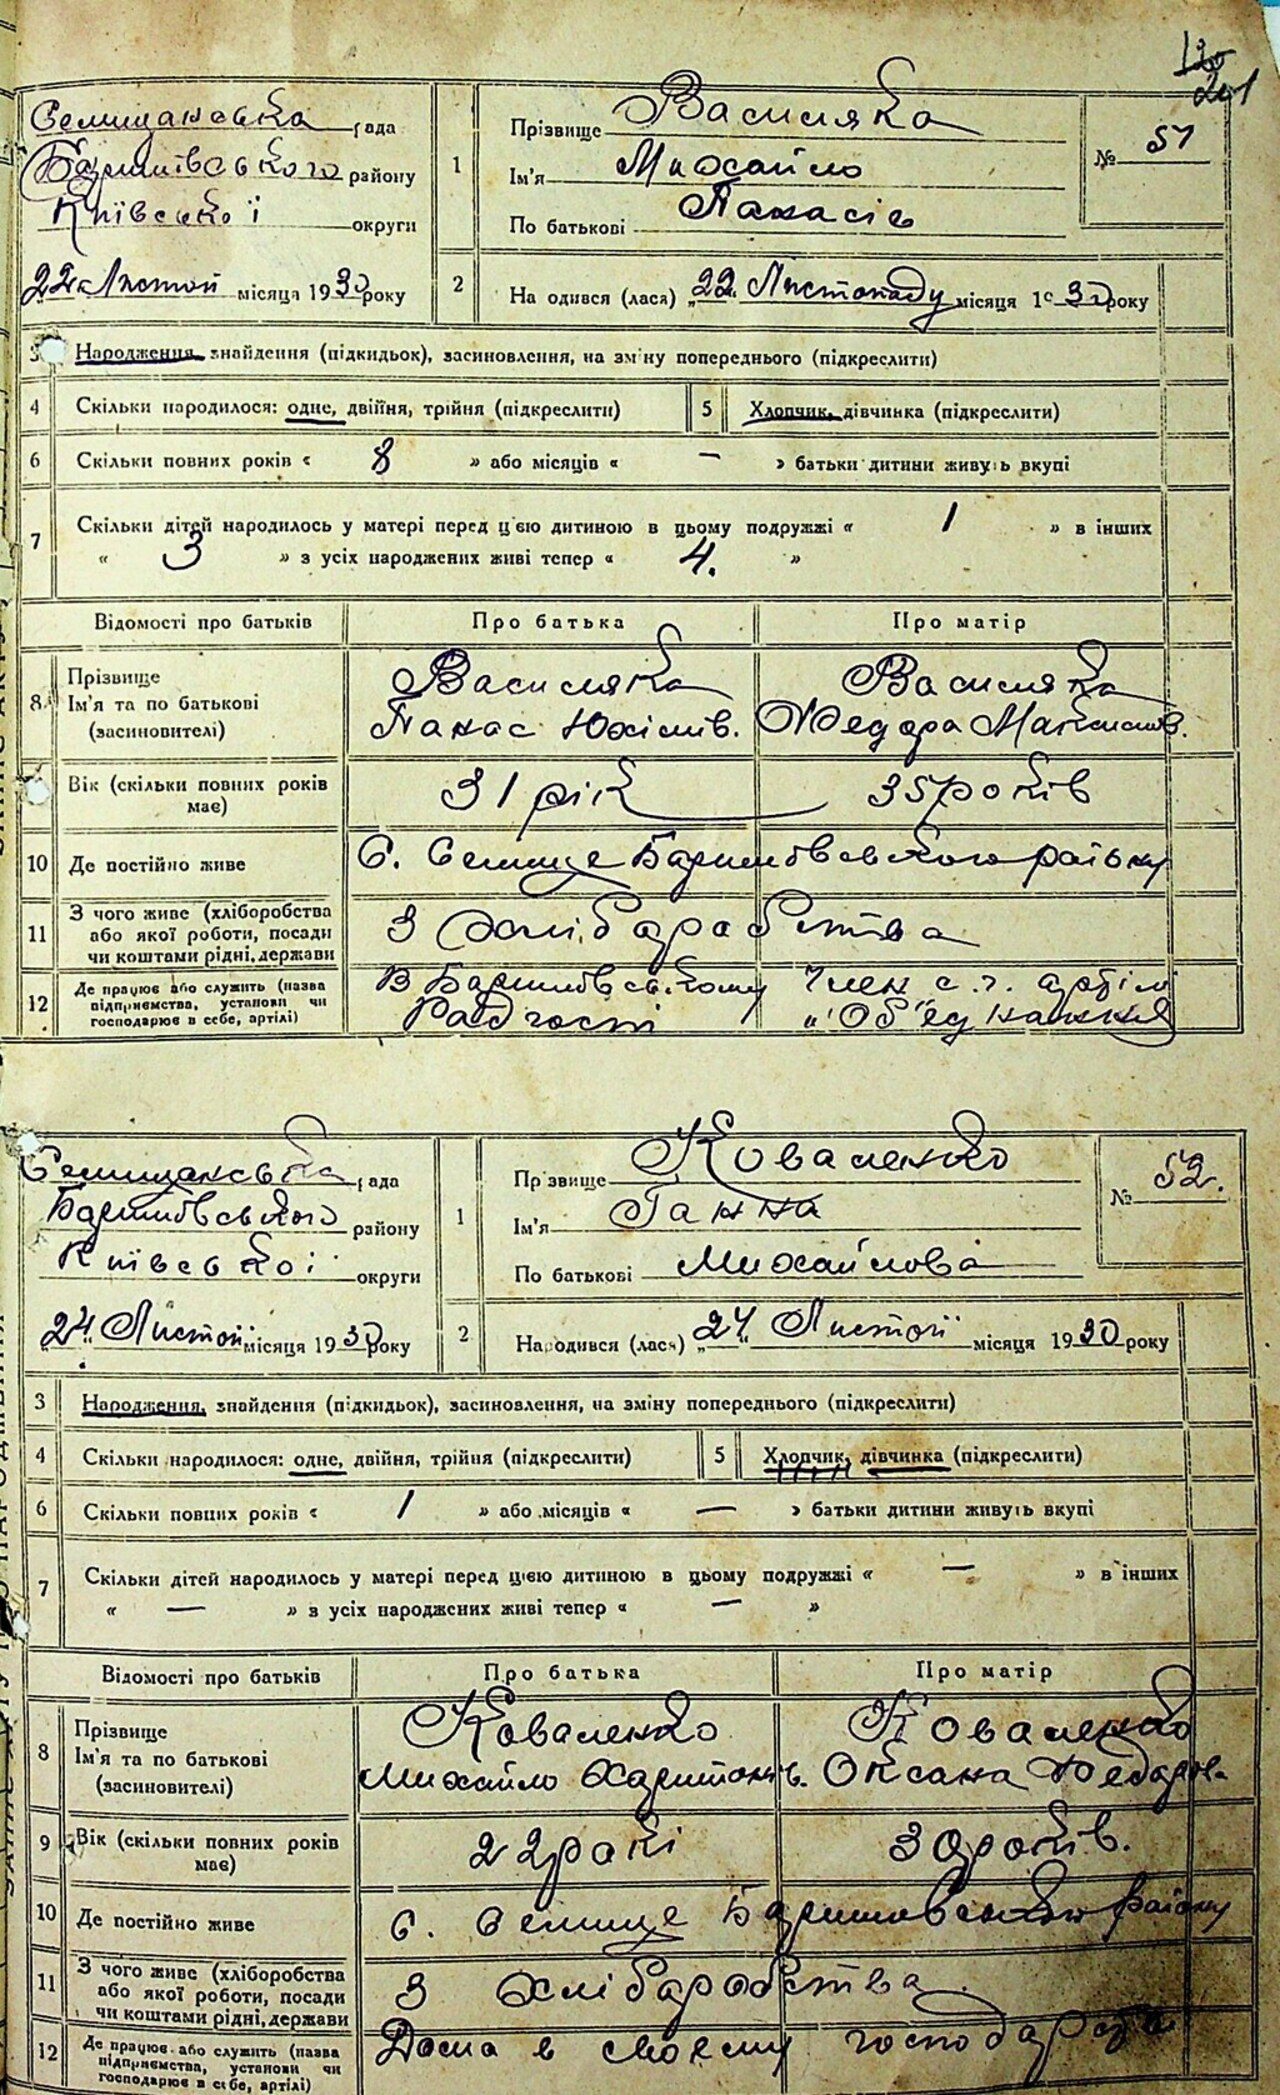 201
Селищанська рада
Баришівського району
Київської округи
22 Листоп місяця 1930 року
1
Прізвище Василяка
Ім'я Михайло
По батькові Панасів
№ 51
2
На одився (лася) „22" Листопаду місяця 1930 року
3 Народження, знайдення (підкидьок), засиновлення, на зміну попереднього (підкреслити)
4 Скільки народилося: одне, двійня, трійня (підкреслити) 5 Хлопчик, дівчинка (підкреслити)
6 Скільки повних років « 8 » або місяців « — » батьки дитини живуть вкупі
7 Скільки дітей народилось у матері перед цією дитиною в цьому подружжі « 1 » в інших
« 3 » з усіх народжених живі тепер « 4. »
Відомості про батьків Про батька Про матір
8 Прізвище
Ім'я та по батькові
(засиновителі)
Василяка
Панас Юхімів.
Василяка
Федора Максимів.
Вік (скільки повних років
має)
31 рік 35 років
10 Де постійно живе С. Селище Баришівського району
11 З чого живе (хліборобства
або якої роботи, посади
чи коштами рідні, держави
З хліборобства
12 Де працює або служить (назва
підприємства, установи чи
господарює в себе, артілі)
В Баришівському
Радгоспі
Член с. г. артілі
„Об'єднання"
Селищанська рада
Баришівського району
Київської округи
24 Листоп місяця 1930 року
1
Прізвище Коваленко
Ім'я Ганна
По батькові Михайлова
№ 52.
2
Народився (лася) „24" Листоп місяця 1930 року
3 Народження, знайдення (підкидьок), засиновлення, на зміну попереднього (підкреслити)
4 Скільки народилося: одне, двійня, трійня (підкреслити) 5 Хлопчик, дівчинка (підкреслити)
6 Скільки повних років « 1 » або місяців « — » батьки дитини живуть вкупі
7 Скільки дітей народилось у матері перед цією дитиною в цьому подружжі « — » в інших
« — » з усіх народжених живі тепер « — »
Відомості про батьків Про батька Про матір
8 Прізвище
Ім'я та по батькові
(засиновителі)
Коваленко
Михайло Харитонів.
Коваленко
Оксана Федорів.
9 Вік (скільки повних років
має)
22 роки 30 років.
10 Де постійно живе С. Селище Баришівського району
11 З чого живе (хліборобства
або якої роботи, посади
чи коштами рідні, держави
З хліборобства
12 Де працює або служить (назва
підприємства, установи чи
господарює в себе, артілі)
Дома в своему господарстві